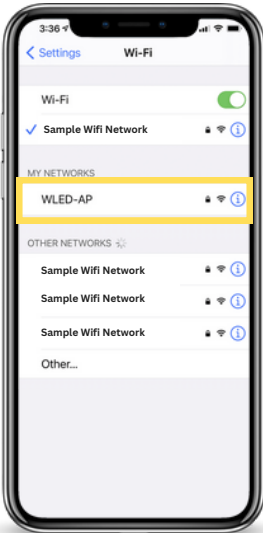 3:36
Settings Wi-Fi
Wi-Fi
Sample Wifi Network
MY NETWORKS
WLED-AP
OTHER NETWORKS
Sample Wifi Network
Sample Wifi Network
Sample Wifi Network
Other...